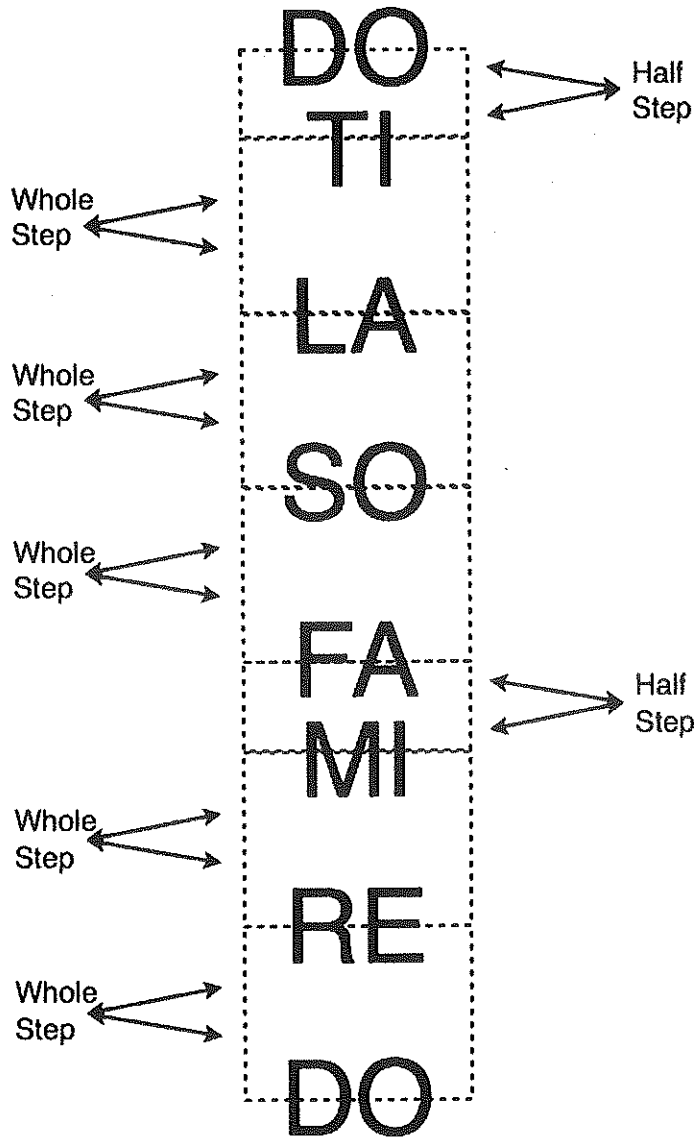 DO
Half
Step
TI
Whole
Step
LA
Whole
Step
SO
Whole
Step
FA
Half
Step
MI
Whole
Step
RE
Whole
Step
DO